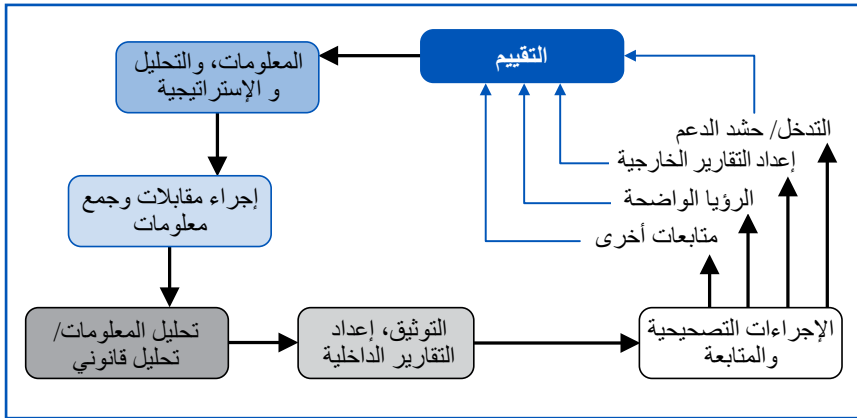 التقييم
المعلومات، والتحليل
و الإستراتيجية
التدخل/ حشد الدعم
إعداد التقارير الخارجية
إجراء مقابلات وجمع
معلومات
الرؤيا الواضحة
متابعات أخرى
تحليل المعلومات/
تحليل قانوني
التوثيق، إعداد
التقارير الداخلية
الإجراءات التصحيحية
والمتابعة